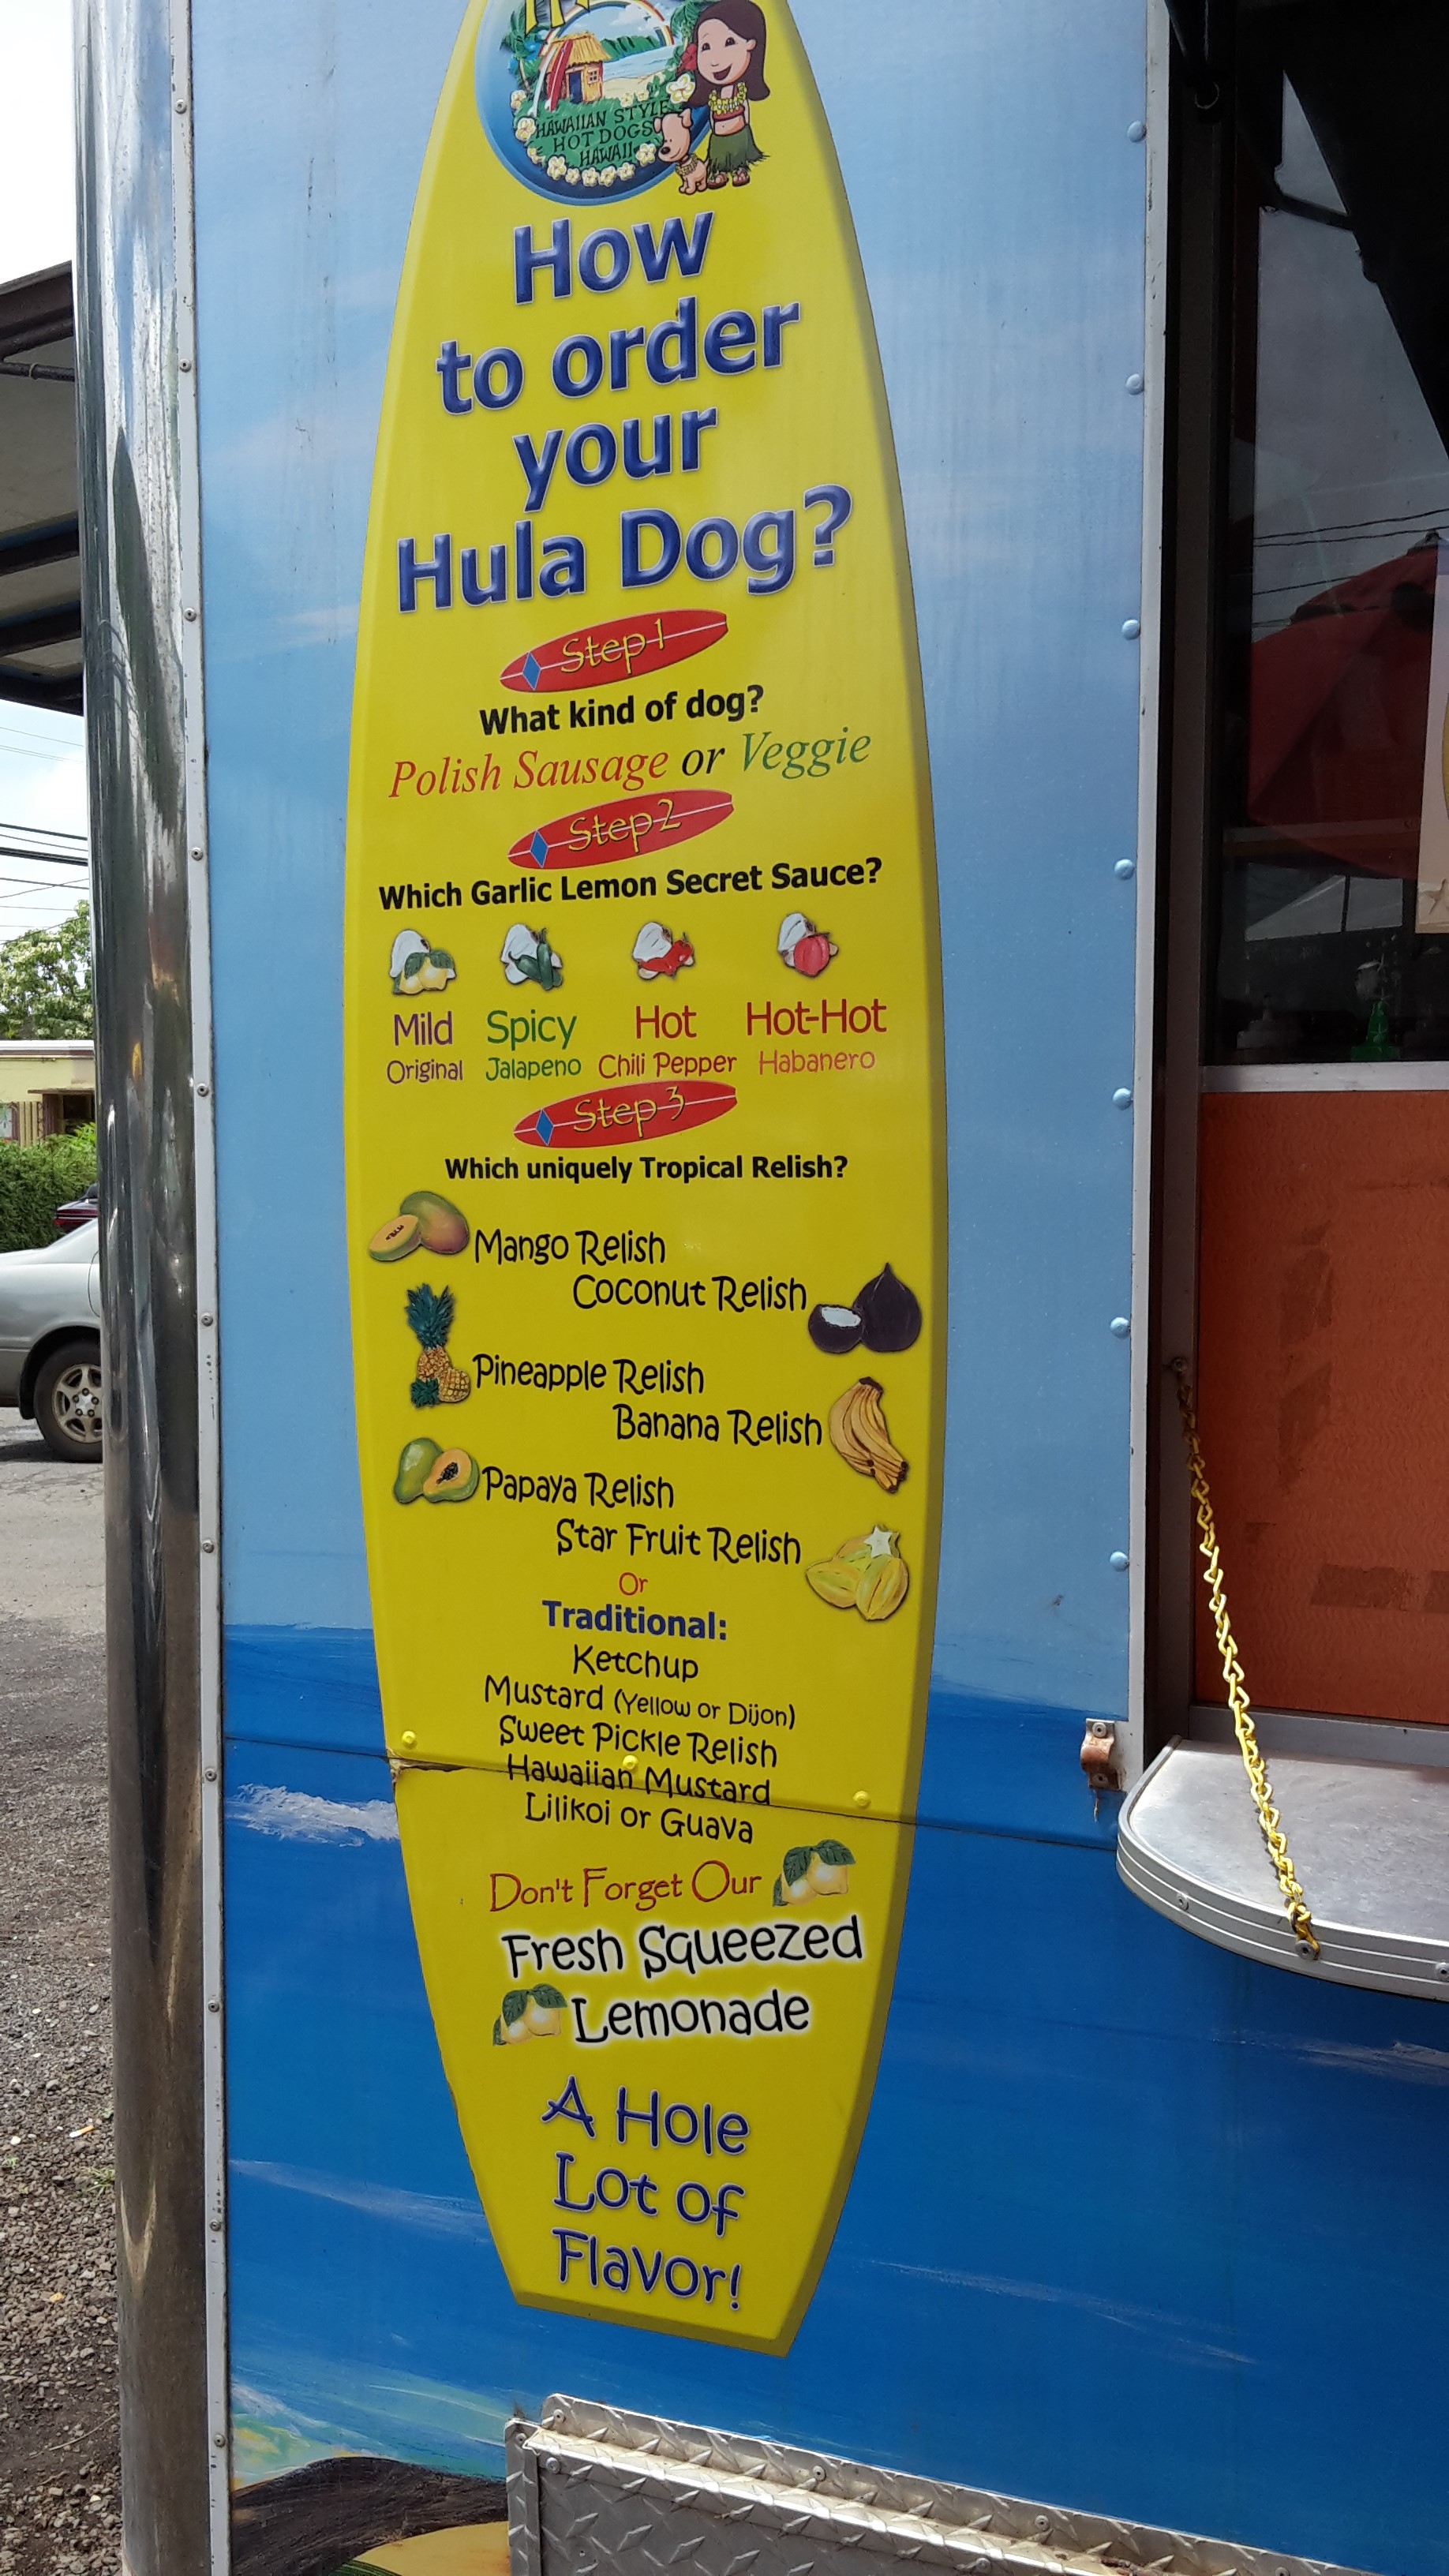 HAWAIIAN STYLE
HOT DOGS
HAWAII
How
to order
your
Hula Dog?
Step 1
What kind of dog?
Polish Sausage or Veggie
Step 2
Which Garlic Lemon Secret Sauce?
Mild Spicy Hot Hot-Hot
Original Jalapeno Chili Pepper Habanero
Step 3
Which uniquely Tropical Relish?
Mango Relish
Coconut Relish
Pineapple Relish
Banana Relish
Papaya Relish
Star Fruit Relish
Or
Traditional:
Ketchup
Mustard (Yellow or Dijon)
Sweet Pickle Relish
Hawaiian Mustard
Lilikoi or Guava
Don't Forget Our
Fresh Squeezed
Lemonade
A Hole
Lot of
Flavor!